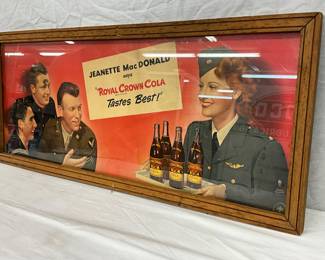 JEANETTE MacDONALD
says
"ROYAL CROWN COLA
Tastes Best!"